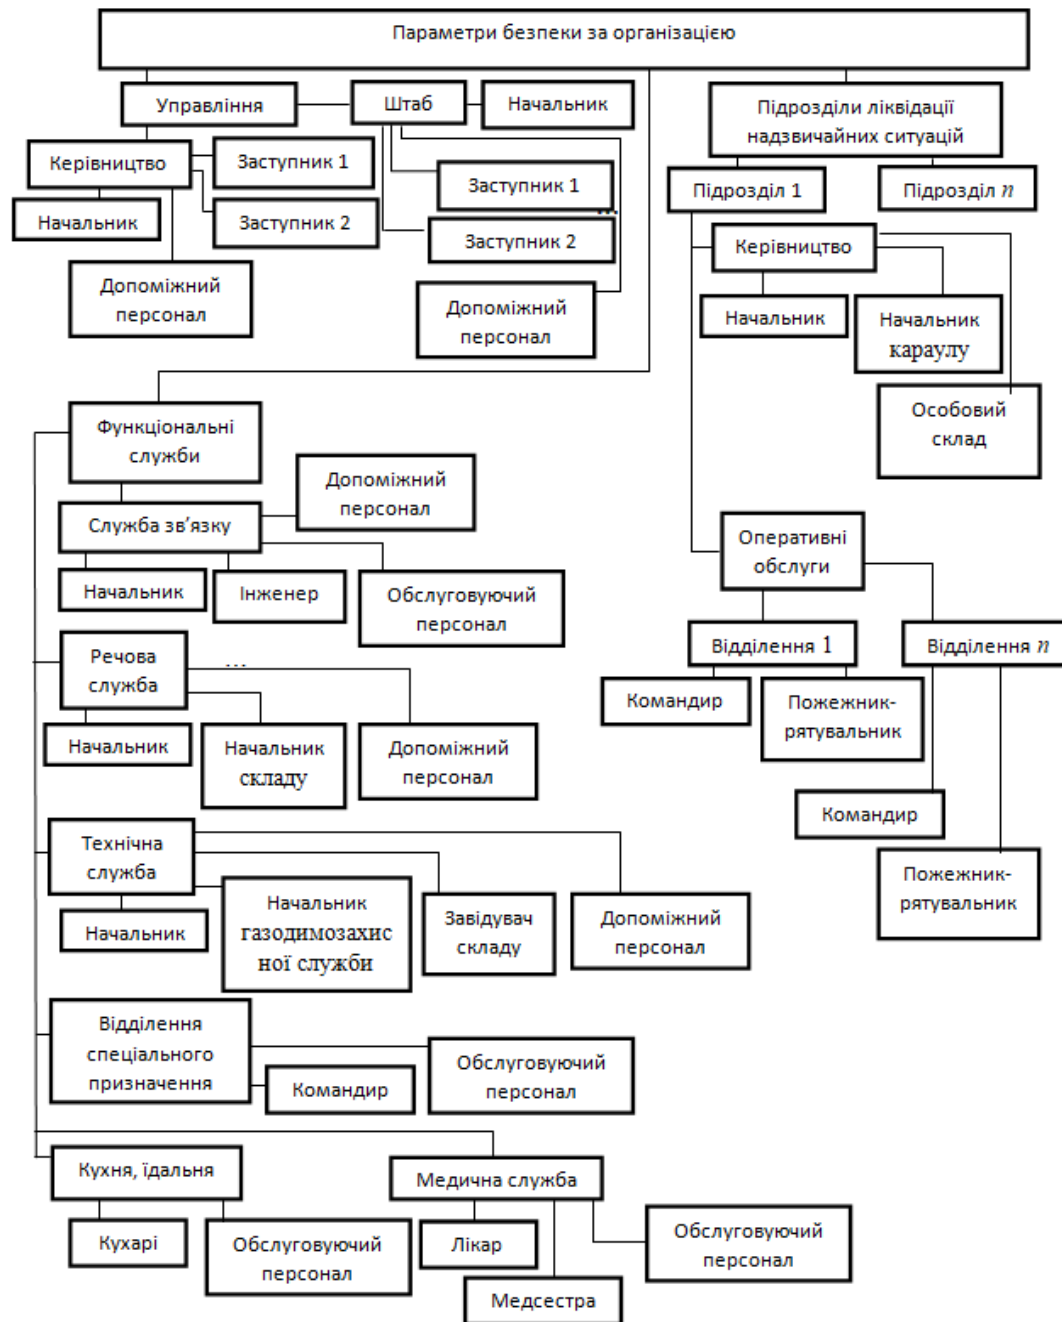 Параметри безпеки за організацією
Управління
Штаб
Начальник
Підрозділи ліквідації
надзвичайних ситуацій
Керівництво
Заступник 1
Заступник 1
Підрозділ 1
Підрозділ n
Начальник
Заступник 2
...
Заступник 2
Керівництво
Допоміжний
персонал
Допоміжний
персонал
Начальник
Начальник
караулу
Функціональні
служби
Особовий
склад
Допоміжний
персонал
Служба зв’язку
Оперативні
обслуги
Начальник
Інженер
Обслуговуючий
персонал
Речова
служба
...
Відділення 1
Відділення n
Командир
Пожежник-
рятувальник
Начальник
Начальник
складу
Допоміжний
персонал
Командир
Технічна
служба
Пожежник-
рятувальник
Начальник
Начальник
газодимозахис
ної служби
Завідувач
складу
Допоміжний
персонал
Відділення
спеціального
призначення
Командир
Обслуговуючий
персонал
Кухня, їдальня
Медична служба
Кухарі
Обслуговуючий
персонал
Лікар
Обслуговуючий
персонал
Медсестра